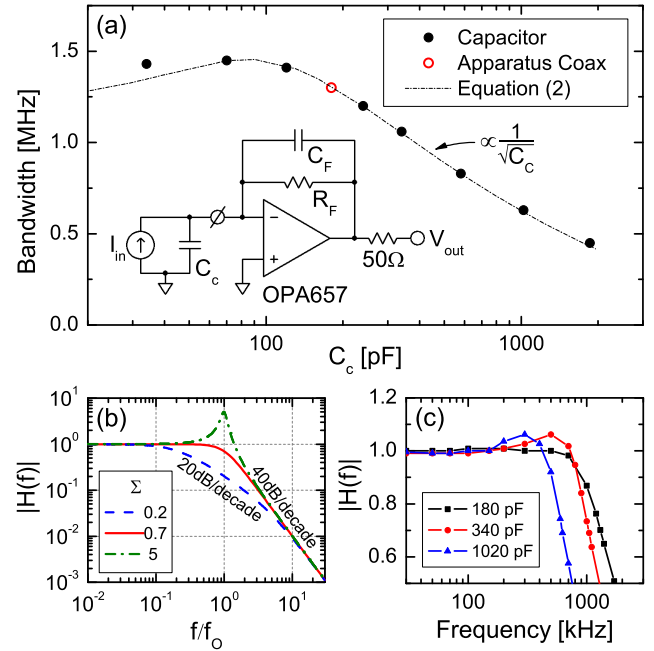 (a)
Capacitor
Apparatus Coax
Equation (2)
∝ 1/√C_C
Bandwidth [MHz]
1.5
1.0
0.5
0.0
C_F
R_F
I_in
C_c
−
+
OPA657
50Ω
V_out
100
1000
C_c [pF]
(b)
|H(f)|
10^1
10^0
10^-1
10^-2
10^-3
Σ
0.2
0.7
5
20dB/decade
40dB/decade
10^-2
10^-1
10^0
10^1
f/f_O
(c)
|H(f)|
1.0
0.8
0.6
180 pF
340 pF
1020 pF
100
1000
Frequency [kHz]